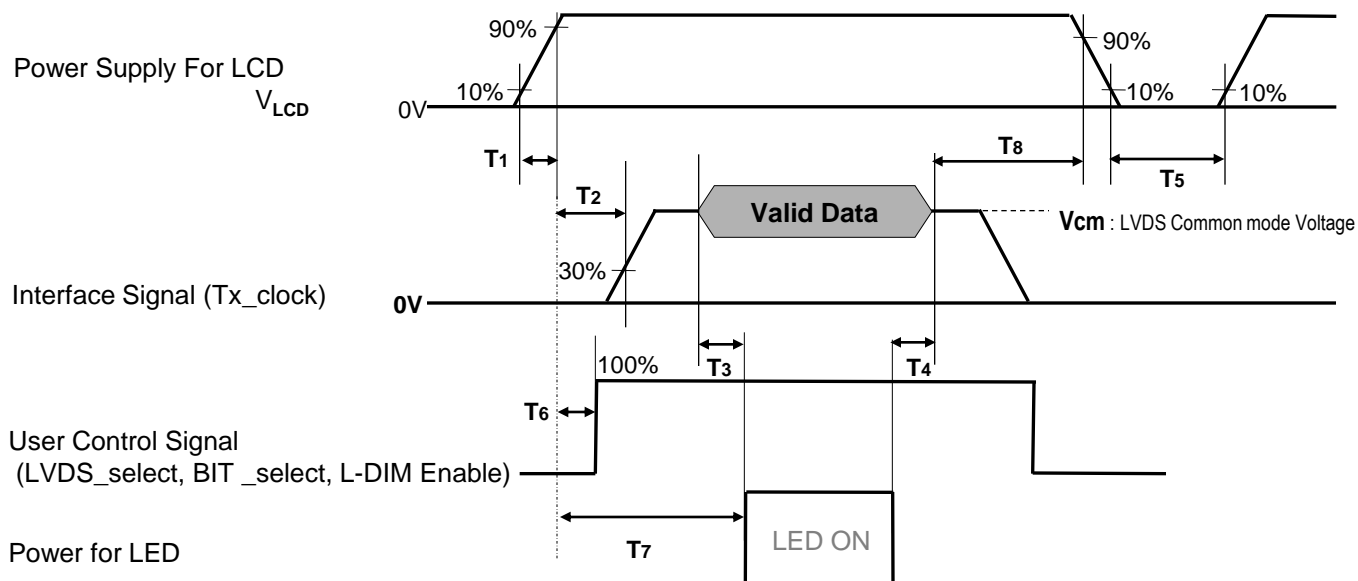 90%
90%
Power Supply For LCD
VLCD
10%
10%
10%
0V
T1
T8
T5
T2
Valid Data
Vcm : LVDS Common mode Voltage
30%
Interface Signal (Tx_clock)
0V
T3
T4
100%
T6
User Control Signal
(LVDS_select, BIT _select, L-DIM Enable)
T7
LED ON
Power for LED